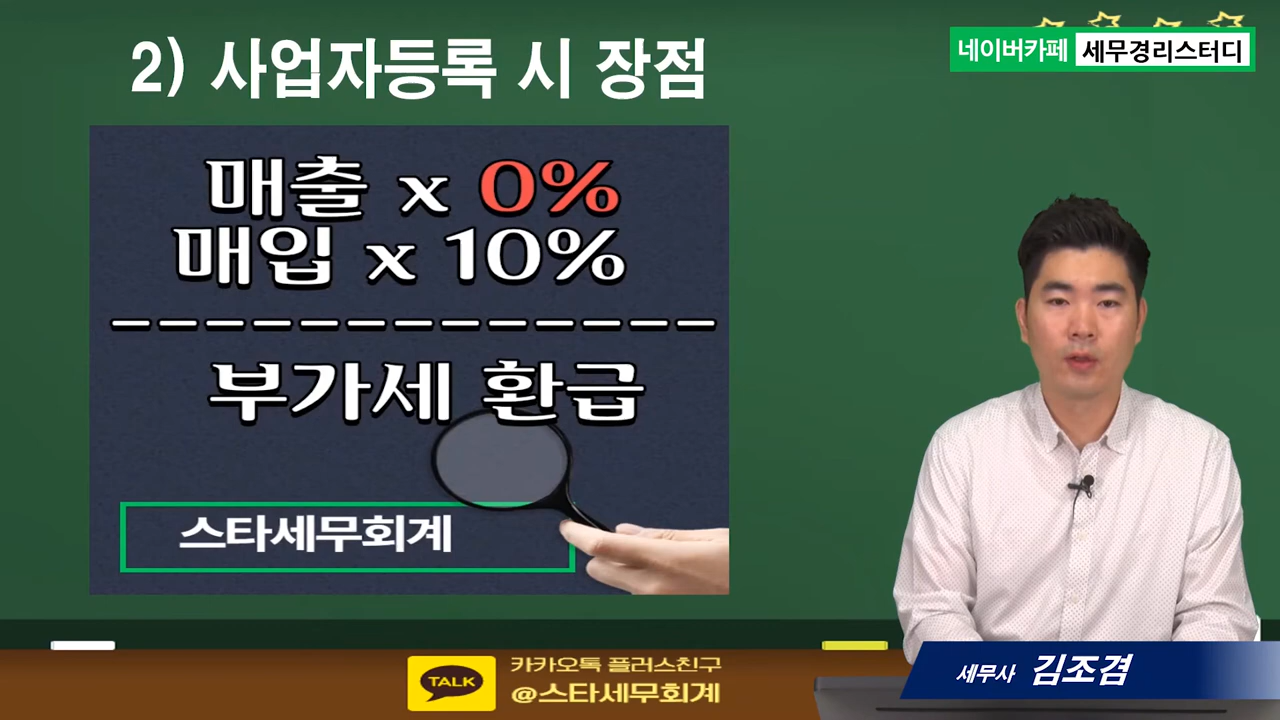 2) 사업자등록 시 장점
네이버카페 세무경리스터디
매출 x 0%
매입 x 10%
부가세 환급
스타세무회계
TALK
카카오톡 플러스친구
@스타세무회계
세무사 김조겸